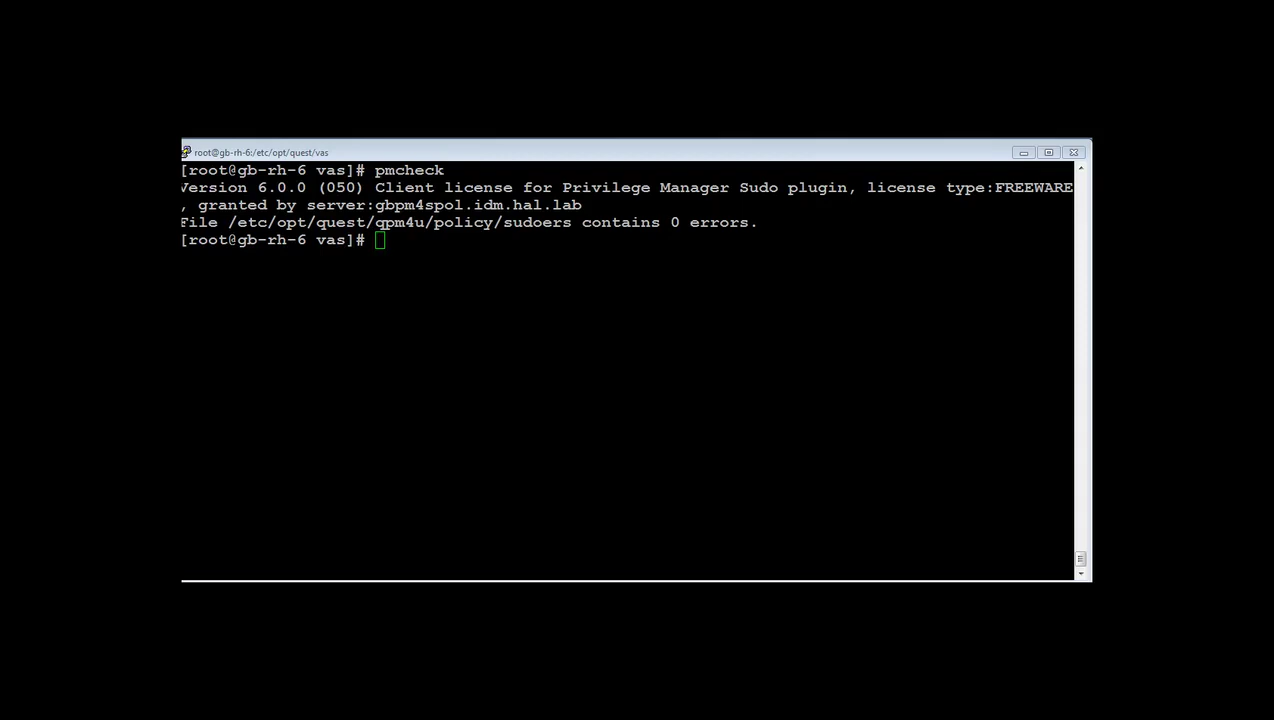 root@gb-rh-6:/etc/opt/quest/vas
[root@gb-rh-6 vas]# pmcheck
Version 6.0.0 (050) Client license for Privilege Manager Sudo plugin, license type:FREEWARE
, granted by server:gbpm4spol.idm.hal.lab
File /etc/opt/quest/qpm4u/policy/sudoers contains 0 errors.
[root@gb-rh-6 vas]#